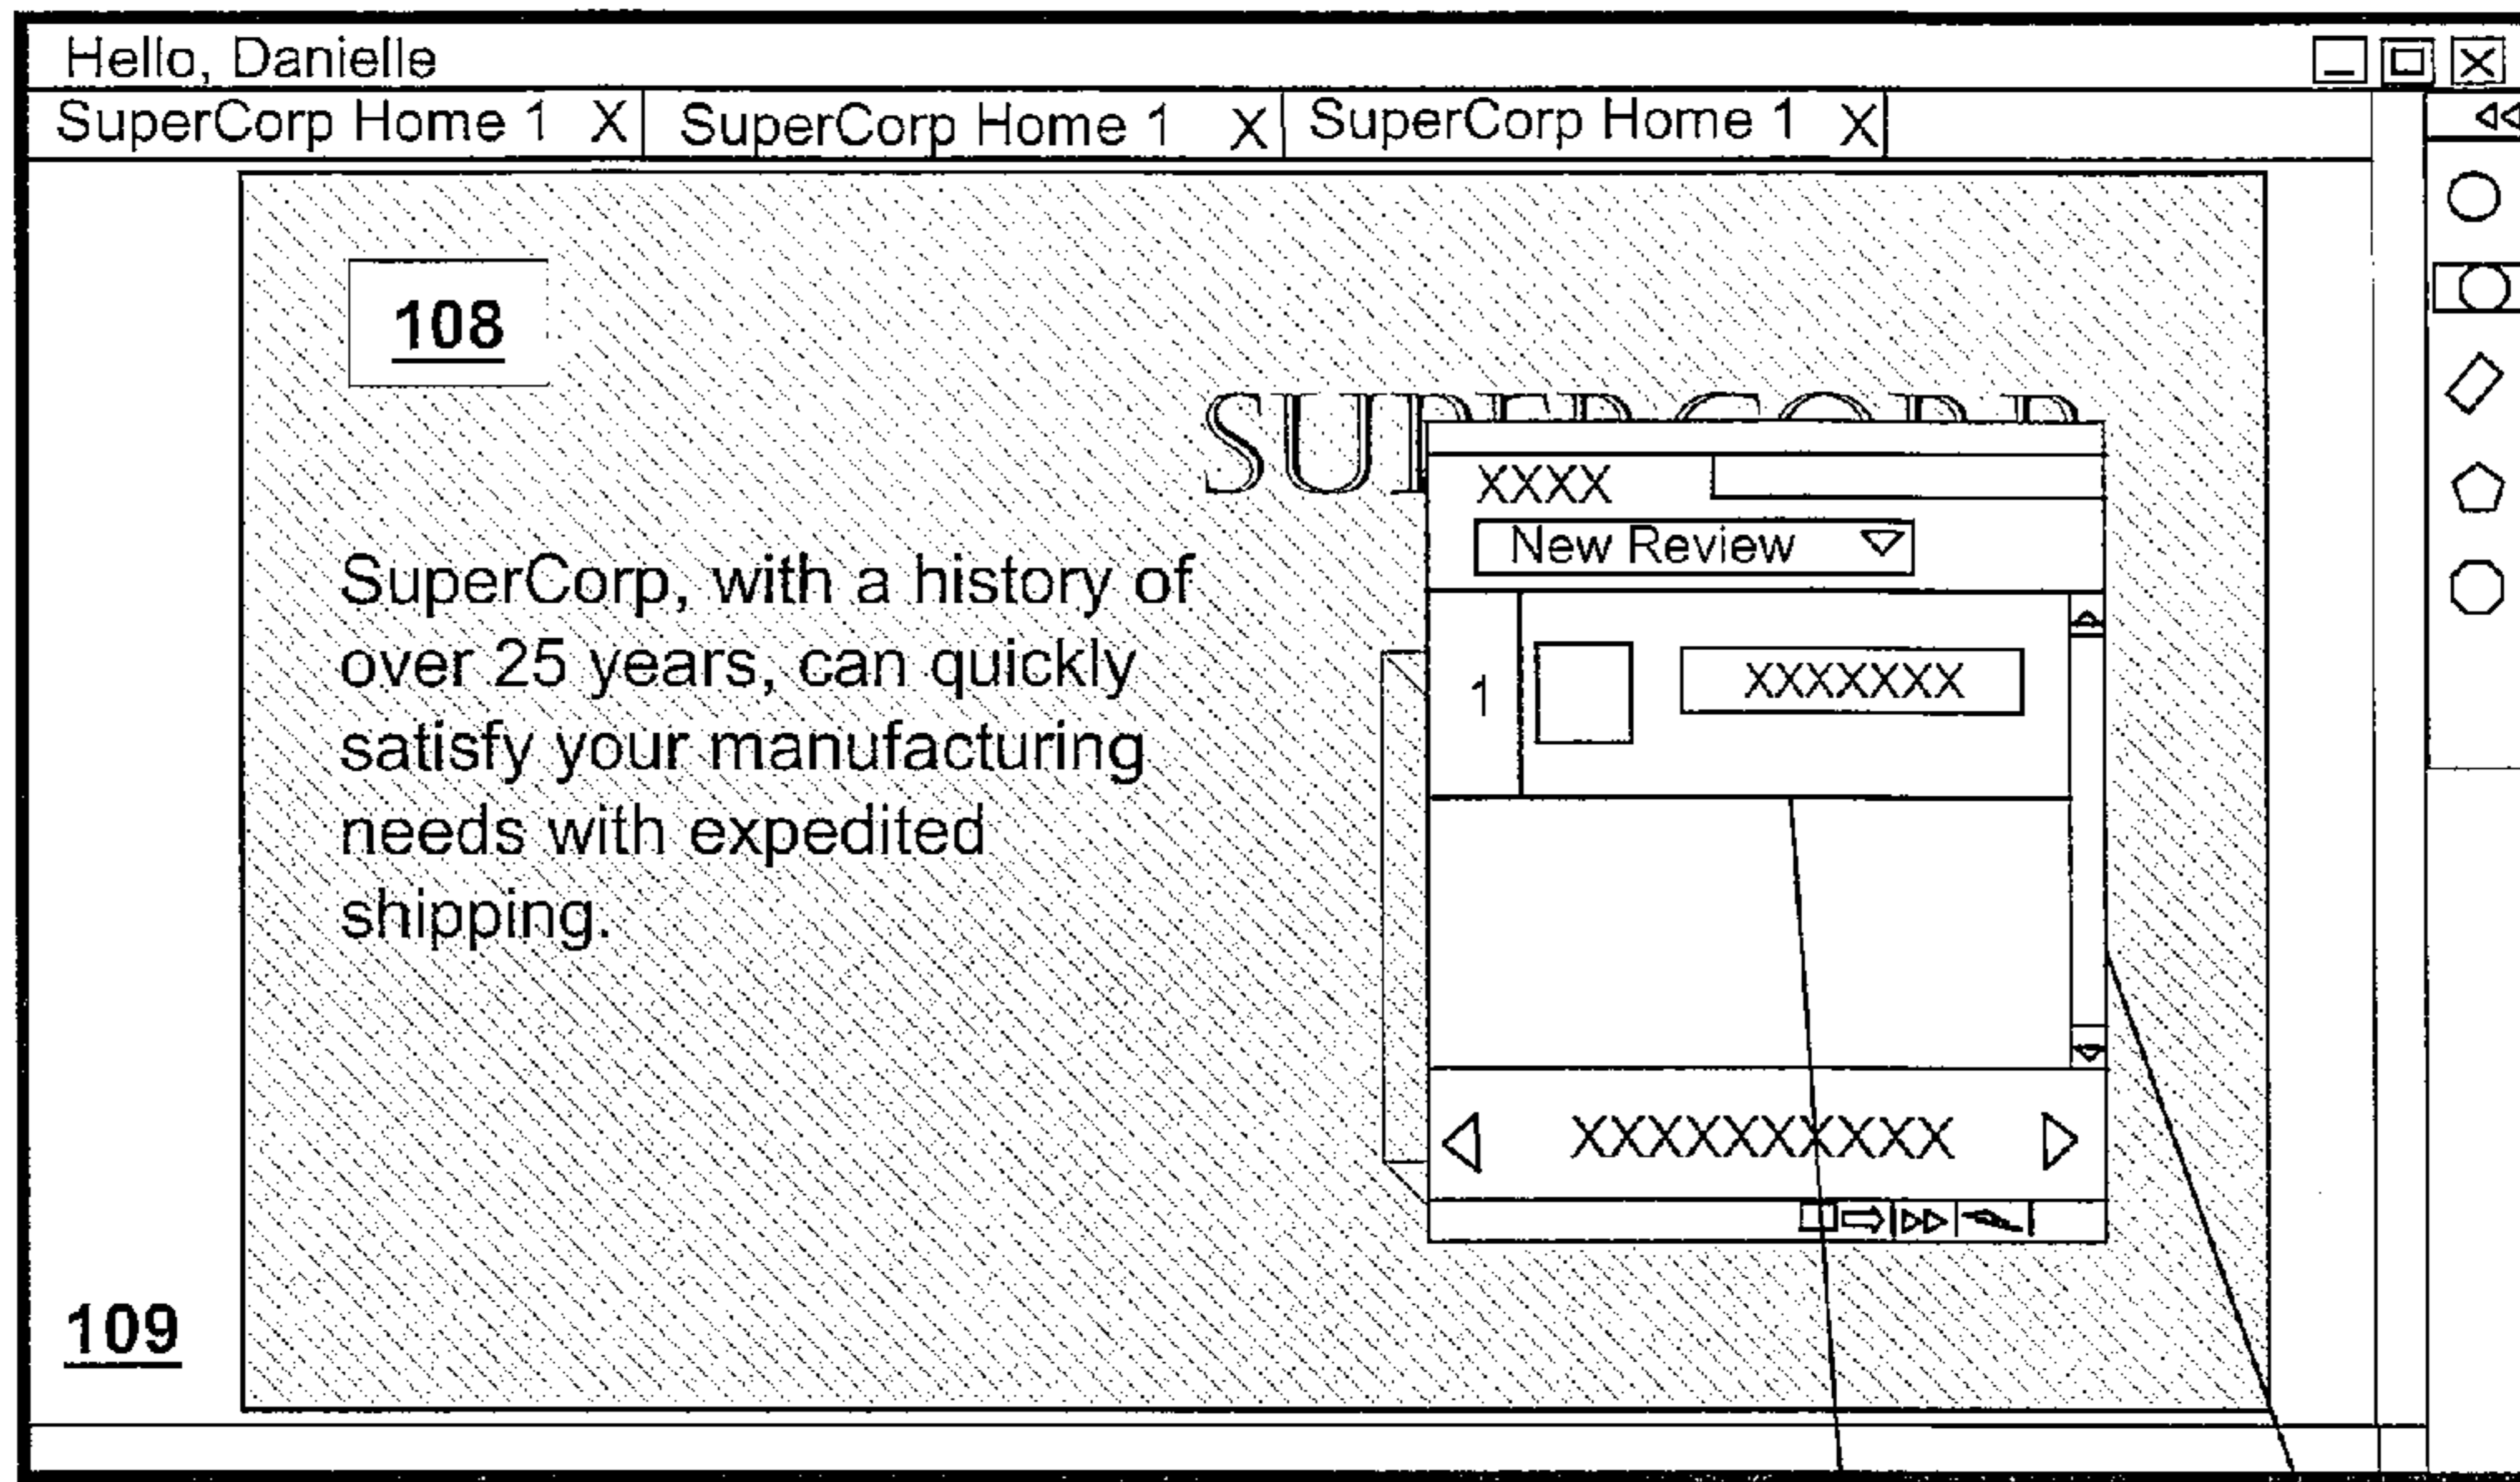 Hello, Danielle
SuperCorp Home 1 X SuperCorp Home 1 X SuperCorp Home 1 X
108
SUPERCORP
XXXX
New Review
SuperCorp, with a history of
over 25 years, can quickly
satisfy your manufacturing
needs with expedited
shipping.
1 XXXXXXX
XXXXXXXXXX
109